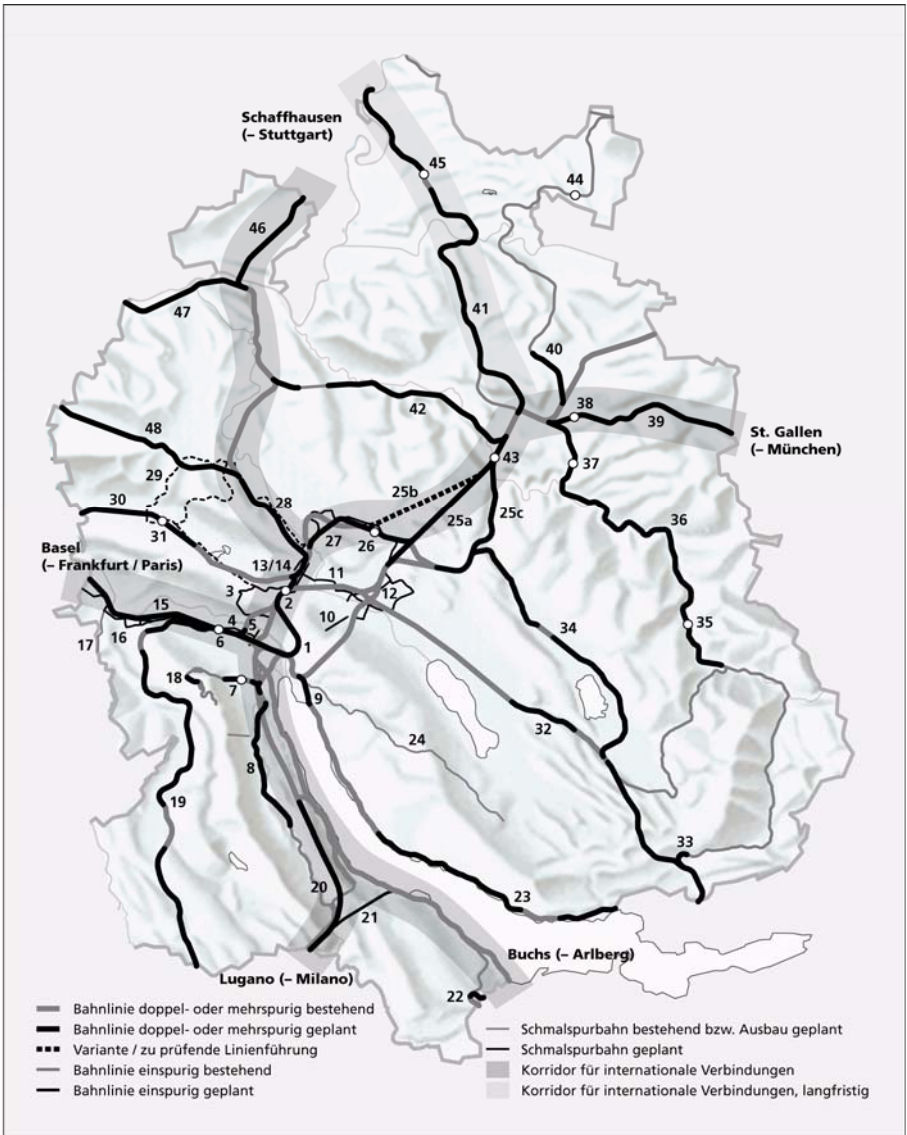 Schaffhausen
(– Stuttgart)
45
44
46
47
41
40
42
38
39
St. Gallen
(– München)
48
43
37
29
25b
30
28
31
25a
25c
36
27
26
Basel
(– Frankfurt / Paris)
13/14
11
3
2
12
15
4
5
10
17
16
6
1
34
35
18
7
9
32
24
8
19
33
20
23
21
Buchs (– Arlberg)
Lugano (– Milano)
22
Bahnlinie doppel- oder mehrspurig bestehend
Bahnlinie doppel- oder mehrspurig geplant
Variante / zu prüfende Linienführung
Bahnlinie einspurig bestehend
Bahnlinie einspurig geplant
Schmalspurbahn bestehend bzw. Ausbau geplant
Schmalspurbahn geplant
Korridor für internationale Verbindungen
Korridor für internationale Verbindungen, langfristig